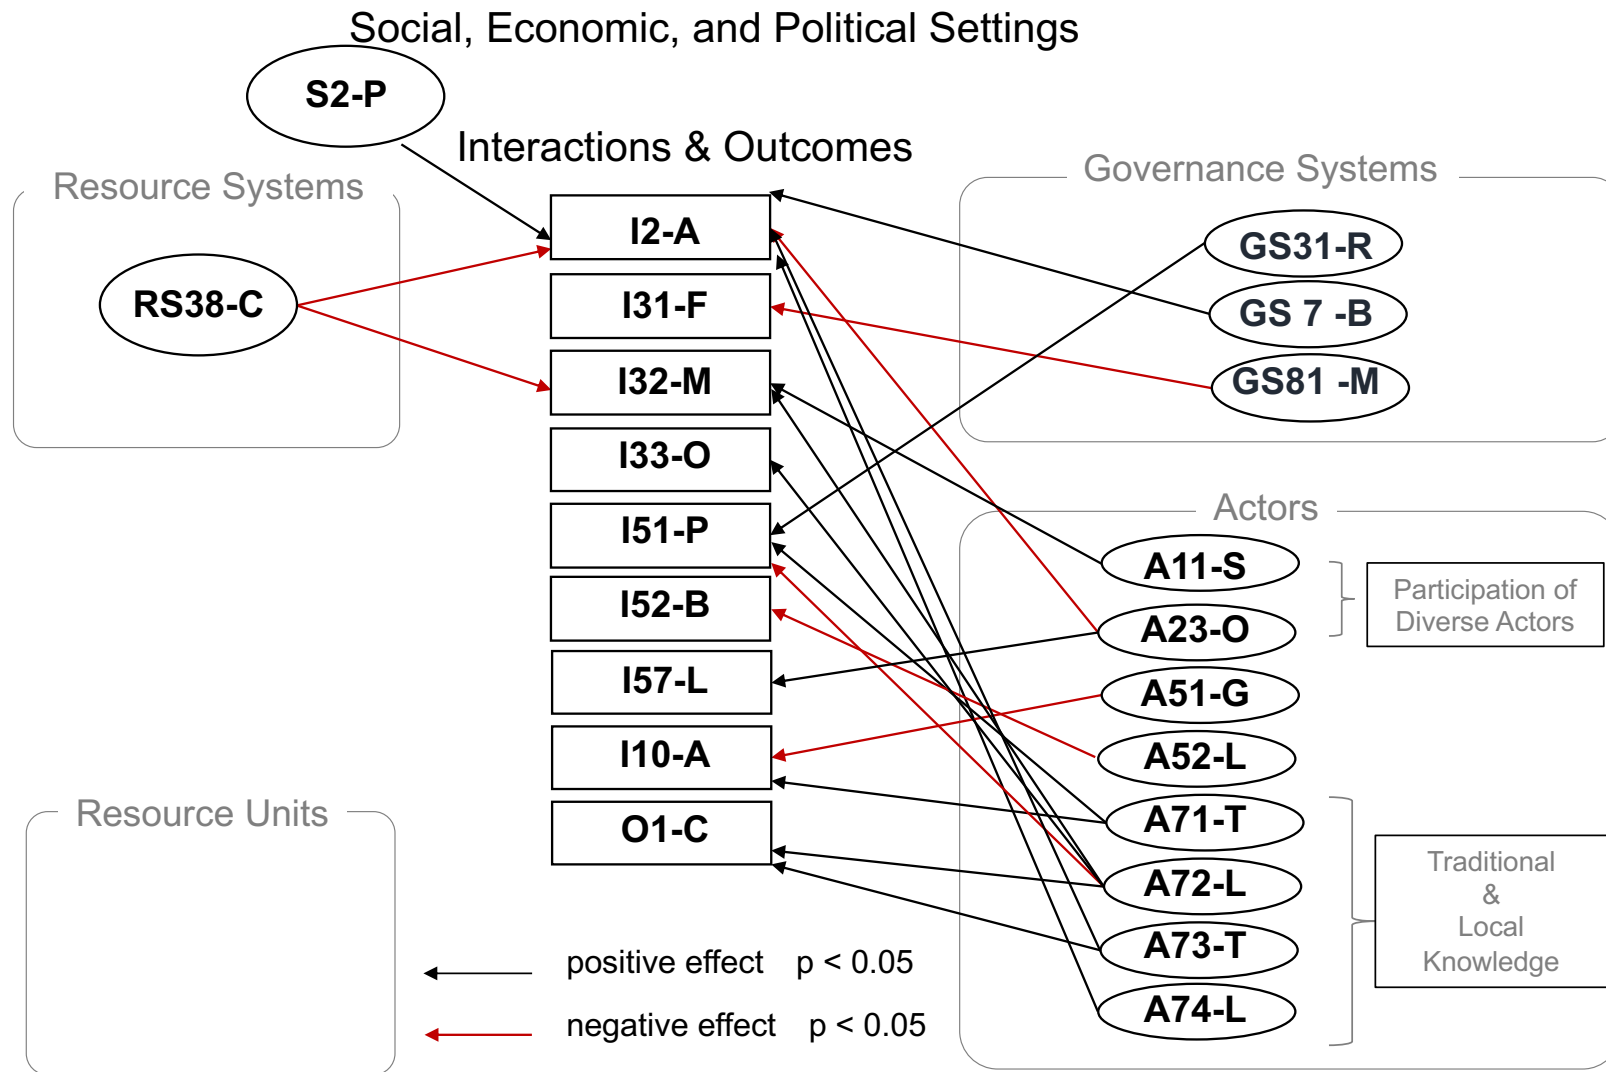 Social, Economic, and Political Settings
S2-P
Interactions & Outcomes
Resource Systems
RS38-C
I2-A
I31-F
I32-M
I33-O
I51-P
I52-B
I57-L
I10-A
O1-C
Governance Systems
GS31-R
GS 7 -B
GS81 -M
Actors
A11-S
A23-O
A51-G
A52-L
A71-T
A72-L
A73-T
A74-L
Participation of
Diverse Actors
Traditional
&
Local
Knowledge
Resource Units
positive effect p < 0.05
negative effect p < 0.05